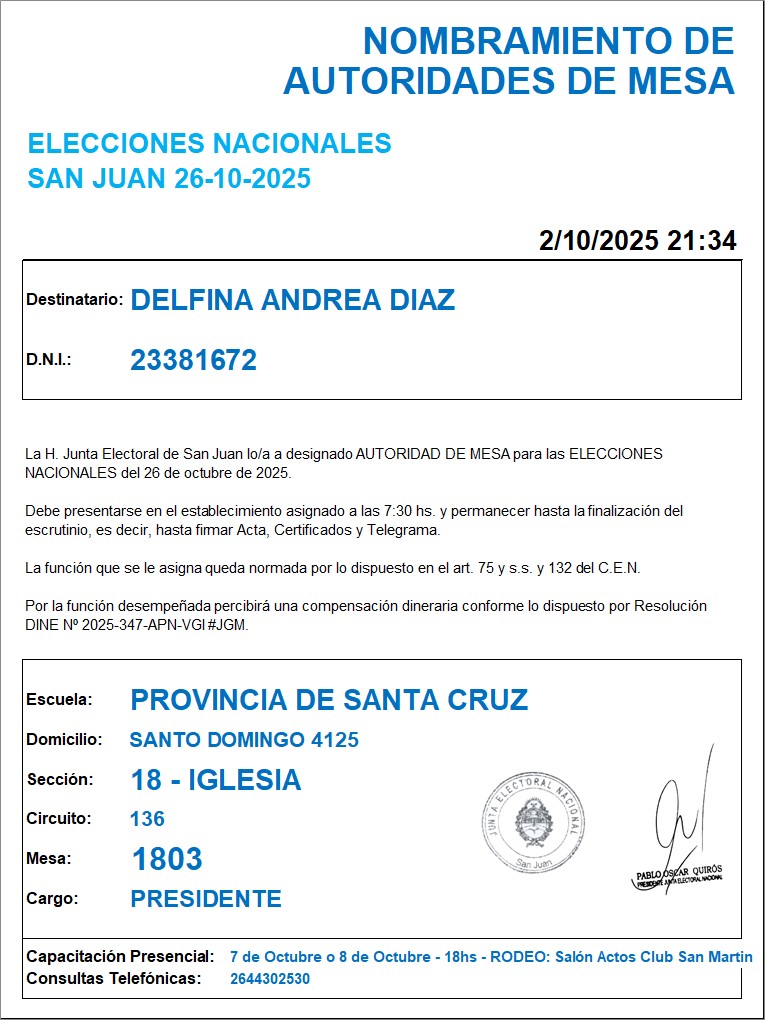 NOMBRAMIENTO DE
AUTORIDADES DE MESA
ELECCIONES NACIONALES
SAN JUAN 26-10-2025
2/10/2025 21:34
Destinatario: DELFINA ANDREA DIAZ
D.N.I.: 23381672
La H. Junta Electoral de San Juan lo/a a designado AUTORIDAD DE MESA para las ELECCIONES
NACIONALES del 26 de octubre de 2025.
Debe presentarse en el establecimiento asignado a las 7:30 hs. y permanecer hasta la finalización del
escrutinio, es decir, hasta firmar Acta, Certificados y Telegrama.
La función que se le asigna queda normada por lo dispuesto en el art. 75 y s.s. y 132 del C.E.N.
Por la función desempeñada percibirá una compensación dineraria conforme lo dispuesto por Resolución
DINE Nº 2025-347-APN-VGI#JGM.
Escuela: PROVINCIA DE SANTA CRUZ
Domicilio: SANTO DOMINGO 4125
Sección: 18 - IGLESIA
Circuito: 136
Mesa: 1803
Cargo: PRESIDENTE
JUNTA ELECTORAL NACIONAL
San Juan
PABLO OSCAR QUIRÓS
PRESIDENTE JUNTA ELECTORAL NACIONAL
Capacitación Presencial: 7 de Octubre o 8 de Octubre - 18hs - RODEO: Salón Actos Club San Martin
Consultas Telefónicas: 2644302530